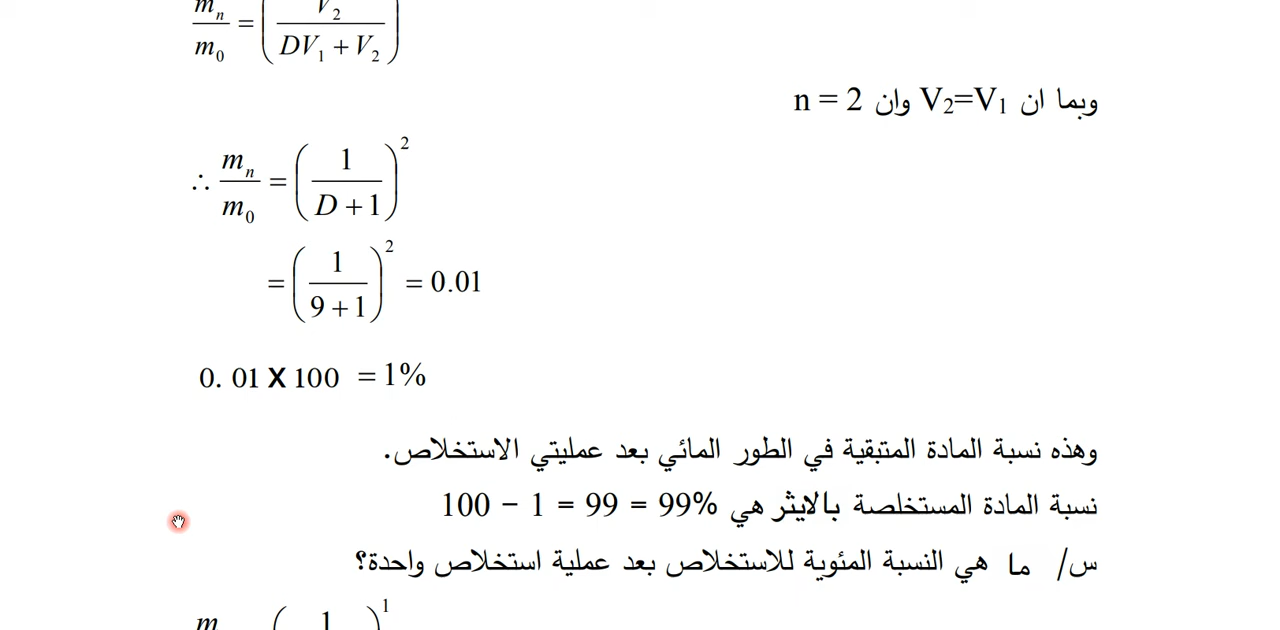 m_n/m_0 = (V_2/(DV_1 + V_2))
وبما ان V₂=V₁ وان n = 2
∴ m_n/m_0 = (1/(D + 1))²
= (1/(9 + 1))² = 0.01
0. 01 X 100 = 1%
وهذه نسبة المادة المتبقية في الطور المائي بعد عمليتي الاستخلاص.
نسبة المادة المستخلصة بالايثر هي 100 − 1 = 99 = 99%
س/ ما هي النسبة المئوية للاستخلاص بعد عملية استخلاص واحدة؟
m ( 1 )¹